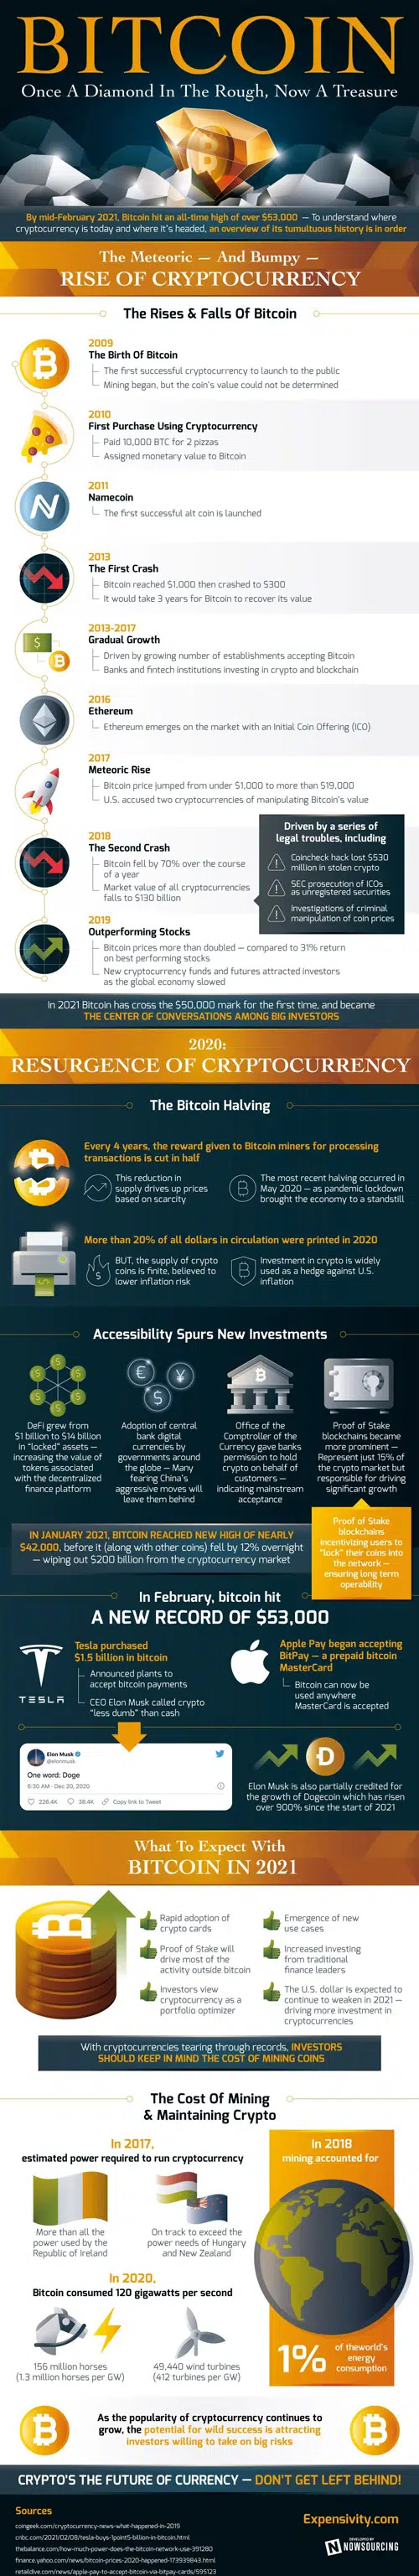 BITCOIN
Once A Diamond In The Rough, Now A Treasure
By mid-February 2021, Bitcoin hit an all-time high of over $53,000 — To understand where
cryptocurrency is today and where it's headed, an overview of its tumultuous history is in order
The Meteoric — And Bumpy —
RISE OF CRYPTOCURRENCY
The Rises & Falls Of Bitcoin
2009
The Birth Of Bitcoin
The first successful cryptocurrency to launch to the public
Mining began, but the coin's value could not be determined
2010
First Purchase Using Cryptocurrency
Paid 10,000 BTC for 2 pizzas
Assigned monetary value to Bitcoin
2011
Namecoin
The first successful alt coin is launched
2013
The First Crash
Bitcoin reached $1,000 then crashed to $300
It would take 3 years for Bitcoin to recover its value
2013-2017
Gradual Growth
Driven by growing number of establishments accepting Bitcoin
Banks and fintech institutions investing in crypto and blockchain
2016
Ethereum
Ethereum emerges on the market with an Initial Coin Offering (ICO)
2017
Meteoric Rise
Bitcoin price jumped from under $1,000 to more than $19,000
U.S. accused two cryptocurrencies of manipulating Bitcoin's value
2018
The Second Crash
Bitcoin fell by 70% over the course
of a year
Market value of all cryptocurrencies
falls to $130 billion
Driven by a series of
legal troubles, including
Coincheck hack lost $530
million in stolen crypto
SEC prosecution of ICOs
as unregistered securities
Investigations of criminal
manipulation of coin prices
2019
Outperforming Stocks
Bitcoin prices more than doubled — compared to 31% return
on best performing stocks
New cryptocurrency funds and futures attracted investors
as the global economy slowed
In 2021 Bitcoin has cross the $50,000 mark for the first time, and became
THE CENTER OF CONVERSATIONS AMONG BIG INVESTORS
2020:
RESURGENCE OF CRYPTOCURRENCY
The Bitcoin Halving
Every 4 years, the reward given to Bitcoin miners for processing
transactions is cut in half
This reduction in
supply drives up prices
based on scarcity
The most recent halving occurred in
May 2020 — as pandemic lockdown
brought the economy to a standstill
More than 20% of all dollars in circulation were printed in 2020
BUT, the supply of crypto
coins is finite, believed to
lower inflation risk
Investment in crypto is widely
used as a hedge against U.S.
inflation
Accessibility Spurs New Investments
DeFi grew from
$1 billion to $14 billion
in "locked" assets —
increasing the value of
tokens associated
with the decentralized
finance platform
Adoption of central
bank digital
currencies by
governments around
the globe — Many
fearing China's
aggressive moves will
leave them behind
Office of the
Comptroller of the
Currency gave banks
permission to hold
crypto on behalf of
customers —
indicating mainstream
acceptance
Proof of Stake
blockchains became
more prominent —
Represent just 15% of
the crypto market but
responsible for driving
significant growth
Proof of Stake
blockchains
incentivizing users to
"lock" their coins into
the network —
ensuring long term
operability
IN JANUARY 2021, BITCOIN REACHED NEW HIGH OF NEARLY
$42,000, before it (along with other coins) fell by 12% overnight
— wiping out $200 billion from the cryptocurrency market
In February, bitcoin hit
A NEW RECORD OF $53,000
TESLA
Tesla purchased
$1.5 billion in bitcoin
Announced plants to
accept bitcoin payments
CEO Elon Musk called crypto
"less dumb" than cash
Apple Pay began accepting
BitPay — a prepaid bitcoin
MasterCard
Bitcoin can now be
used anywhere
MasterCard is accepted
Elon Musk
@elonmusk
One word: Doge
6:30 AM · Dec 20, 2020
226.4K
38.4K
Copy link to Tweet
Elon Musk is also partially credited for
the growth of Dogecoin which has risen
over 900% since the start of 2021
What To Expect With
BITCOIN IN 2021
Rapid adoption of
crypto cards
Emergence of new
use cases
Proof of Stake will
drive most of the
activity outside bitcoin
Increased investing
from traditional
finance leaders
Investors view
cryptocurrency as a
portfolio optimizer
The U.S. dollar is expected to
continue to weaken in 2021 —
driving more investment in
cryptocurrencies
With cryptocurrencies tearing through records, INVESTORS
SHOULD KEEP IN MIND THE COST OF MINING COINS
The Cost Of Mining
& Maintaining Crypto
In 2017,
estimated power required to run cryptocurrency
More than all the
power used by the
Republic of Ireland
On track to exceed the
power needs of Hungary
and New Zealand
In 2018
mining accounted for
1%
of theworld's
energy
consumption
In 2020,
Bitcoin consumed 120 gigawatts per second
156 million horses
(1.3 million horses per GW)
49,440 wind turbines
(412 turbines per GW)
As the popularity of cryptocurrency continues to
grow, the potential for wild success is attracting
investors willing to take on big risks
CRYPTO'S THE FUTURE OF CURRENCY — DON'T GET LEFT BEHIND!
Sources
coingeek.com/cryptocurrency-news-what-happened-in-2019
cnbc.com/2021/02/08/tesla-buys-1point5-billion-in-bitcoin.html
thebalance.com/how-much-power-does-the-bitcoin-network-use-391280
finance.yahoo.com/news/bitcoin-prices-2020-happened-173939843.html
retaildive.com/news/apple-pay-to-accept-bitcoin-via-bitpay-cards/595123
Expensivity.com
DEVELOPED BY
NOWSOURCING